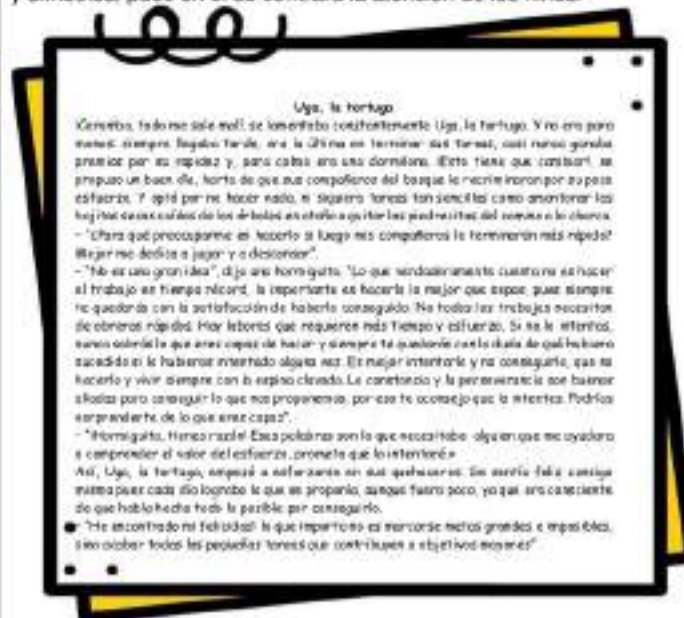 Uga, la tortuga
¡Caramba, todo me sale mal! se lamentaba constantemente Uga, la tortuga. Y no era para
menos: siempre llegaba tarde, era la última en terminar sus tareas, casi nunca ganaba
premios por su rapidez y, para colmo era una dormilona. ¡Esto tiene que cambiar!, se
propuso un buen día, harta de que sus compañeros del bosque le recriminaran por su poco
esfuerzo. Y optó por no hacer nada, ni siquiera tareas tan sencillas como amontonar las
hojitas secas caídas de los árboles en otoño o quitar las piedrecitas del camino a la charca.
- "¿Para qué preocuparme en hacerlo si luego mis compañeros lo terminarán más rápido?
Mejor me dedico a jugar y a descansar".
- "No es una gran idea", dijo una hormiguita. "Lo que verdaderamente cuenta no es hacer
el trabajo en tiempo récord, lo importante es hacerlo lo mejor que sepas, pues siempre
te quedarás con la satisfacción de haberlo conseguido. No todos los trabajos necesitan
de obreros rápidos. Hay labores que requieren más tiempo y esfuerzo. Si no lo intentas,
nunca sabrás lo que eres capaz de hacer y siempre te quedarás con la duda de qué hubiera
sucedido si lo hubieras intentado alguna vez. Es mejor intentarlo y no conseguirlo, que no
hacerlo y vivir siempre con la espina clavada. La constancia y la perseverancia son buenas
aliadas para conseguir lo que nos proponemos, por eso te aconsejo que lo intentes. Podrías
sorprenderte de lo que eres capaz".
- "¡Hormiguita, tienes razón! Esas palabras son lo que necesitaba: alguien que me ayudara
a comprender el valor del esfuerzo, prometo que lo intentaré.»
Así, Uga, la tortuga, empezó a esforzarse en sus quehaceres. Se sentía feliz consigo
misma pues cada día lograba lo que se proponía, aunque fuera poco, ya que era consciente
de que había hecho todo lo posible por conseguirlo.
- "He encontrado mi felicidad: lo que importa no es marcarse metas grandes e imposibles,
sino acabar todas las pequeñas tareas que contribuyen a objetivos mayores"